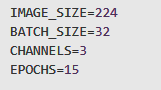 IMAGE_SIZE=224
BATCH_SIZE=32
CHANNELS=3
EPOCHS=15